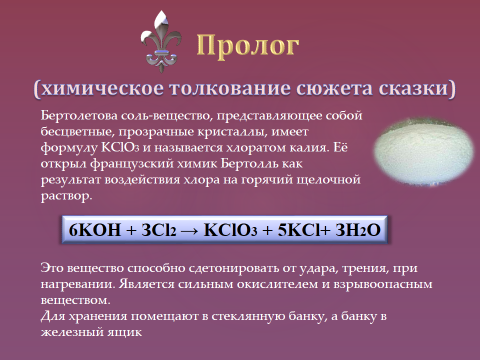 Пролог
(химическое толкование сюжета сказки)
Бертолетова соль-вещество, представляющее собой
бесцветные, прозрачные кристаллы, имеет
формулу KClO3 и называется хлоратом калия. Её
открыл французский химик Бертолль как
результат воздействия хлора на горячий щелочной
раствор.
6KOH + 3Cl2 → KClO3 + 5KCl+ 3H2O
Это вещество способно сдетонировать от удара, трения, при
нагревании. Является сильным окислителем и взрывоопасным
веществом.
Для хранения помещают в стеклянную банку, а банку в
железный ящик